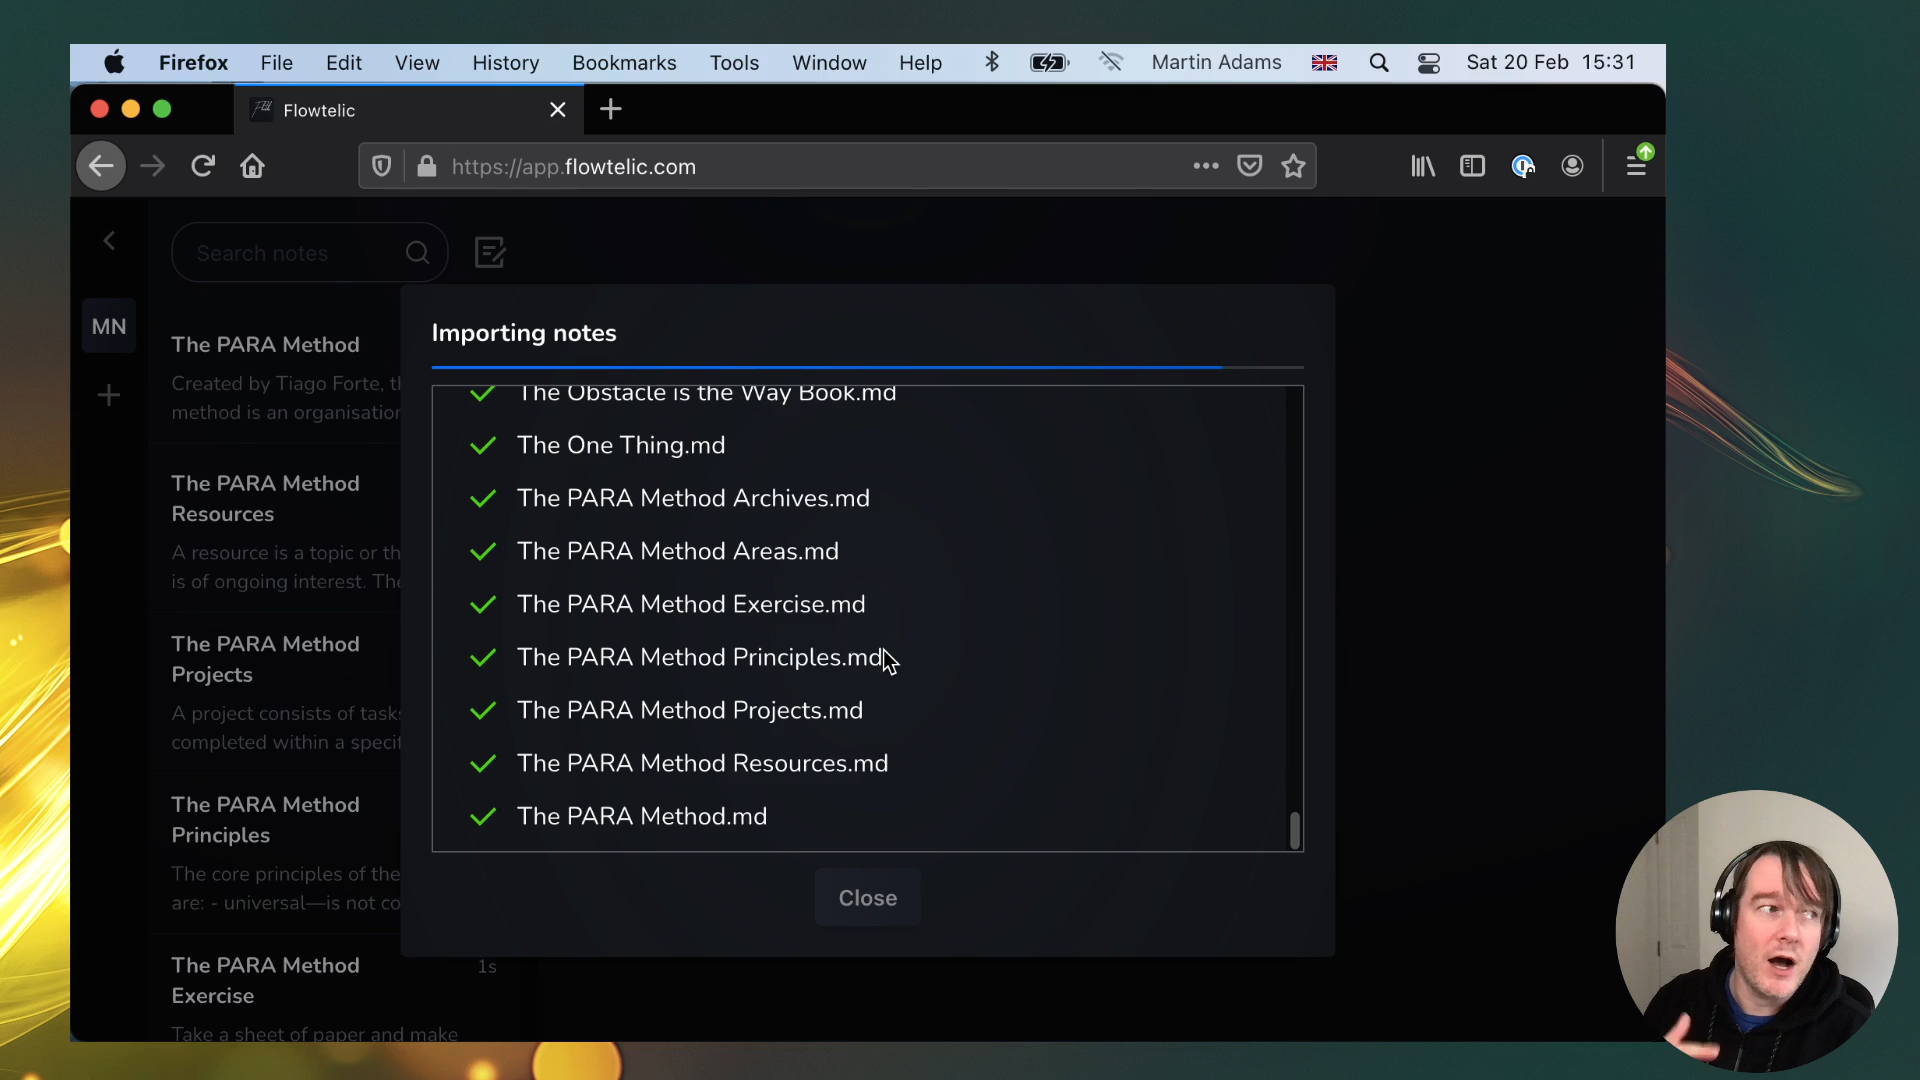 Firefox File Edit View History Bookmarks Tools Window Help Martin Adams Sat 20 Feb 15:31
Flowtelic
https://app.flowtelic.com
Search notes
MN
The PARA Method
Created by Tiago Forte, t
method is an organisation
The PARA Method
Resources
A resource is a topic or th
is of ongoing interest. The
The PARA Method
Projects
A project consists of tasks
completed within a specif
The PARA Method
Principles
The core principles of the
are: - universal—is not co
The PARA Method 1s
Exercise
Take a sheet of paper and make
Importing notes
The Obstacle is the Way Book.md
The One Thing.md
The PARA Method Archives.md
The PARA Method Areas.md
The PARA Method Exercise.md
The PARA Method Principles.md
The PARA Method Projects.md
The PARA Method Resources.md
The PARA Method.md
Close